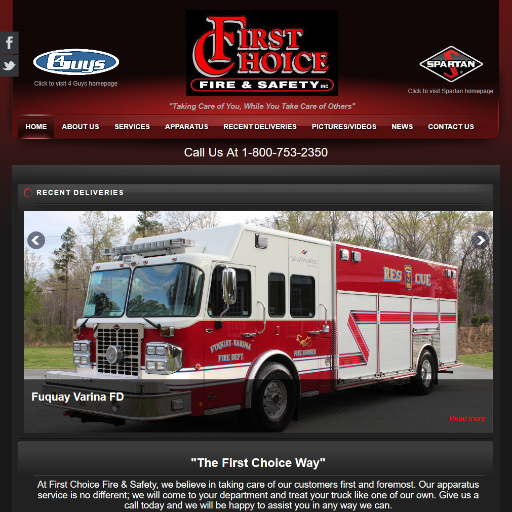 First Choice
FIRE & SAFETY INC
4Guys
Click to visit 4 Guys homepage
SPARTAN
Click to visit Spartan homepage
"Taking Care of You, While You Take Care of Others"
HOME ABOUT US SERVICES APPARATUS RECENT DELIVERIES PICTURES/VIDEOS NEWS CONTACT US
Call Us At 1-800-753-2350
RECENT DELIVERIES
RESCUE
FUQUAY-VARINA
FIRE DEPT.
Fuquay Varina FD
Read more
"The First Choice Way"
At First Choice Fire & Safety, we believe in taking care of our customers first and foremost. Our apparatus
service is no different; we will come to your department and treat your truck like one of our own. Give us a
call today and we will be happy to assist you in any way we can.